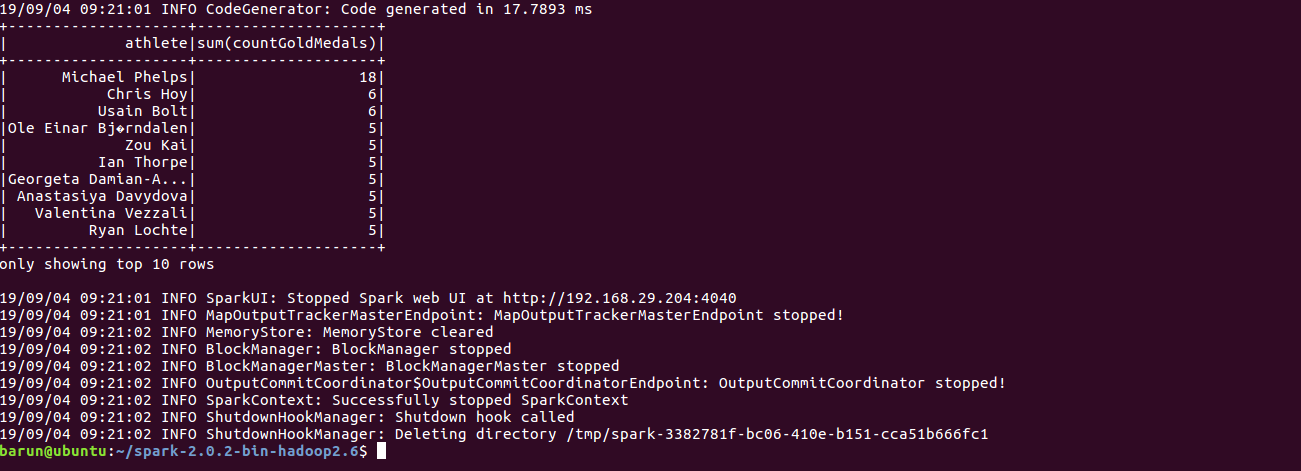 19/09/04 09:21:01 INFO CodeGenerator: Code generated in 17.7893 ms
+--------------------+--------------------+
|             athlete|sum(countGoldMedals)|
+--------------------+--------------------+
|      Michael Phelps|                  18|
|           Chris Hoy|                   6|
|          Usain Bolt|                   6|
|Ole Einar Bj�rndalen|                   5|
|             Zou Kai|                   5|
|          Ian Thorpe|                   5|
|Georgeta Damian-A...|                   5|
| Anastasiya Davydova|                   5|
|   Valentina Vezzali|                   5|
|         Ryan Lochte|                   5|
+--------------------+--------------------+
only showing top 10 rows

19/09/04 09:21:01 INFO SparkUI: Stopped Spark web UI at http://192.168.29.204:4040
19/09/04 09:21:01 INFO MapOutputTrackerMasterEndpoint: MapOutputTrackerMasterEndpoint stopped!
19/09/04 09:21:02 INFO MemoryStore: MemoryStore cleared
19/09/04 09:21:02 INFO BlockManager: BlockManager stopped
19/09/04 09:21:02 INFO BlockManagerMaster: BlockManagerMaster stopped
19/09/04 09:21:02 INFO OutputCommitCoordinator$OutputCommitCoordinatorEndpoint: OutputCommitCoordinator stopped!
19/09/04 09:21:02 INFO SparkContext: Successfully stopped SparkContext
19/09/04 09:21:02 INFO ShutdownHookManager: Shutdown hook called
19/09/04 09:21:02 INFO ShutdownHookManager: Deleting directory /tmp/spark-3382781f-bc06-410e-b151-cca51b666fc1
barun@ubuntu:~/spark-2.0.2-bin-hadoop2.6$